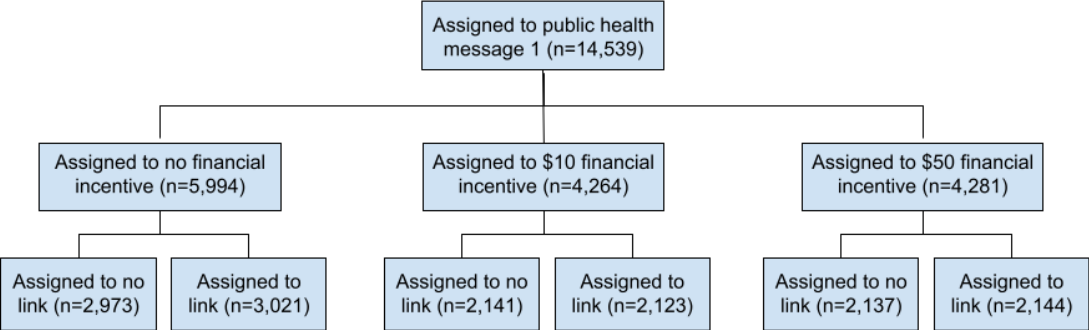 Assigned to public health
message 1 (n=14,539)
Assigned to no financial
incentive (n=5,994)
Assigned to $10 financial
incentive (n=4,264)
Assigned to $50 financial
incentive (n=4,281)
Assigned to no
link (n=2,973)
Assigned to
link (n=3,021)
Assigned to no
link (n=2,141)
Assigned to
link (n=2,123)
Assigned to no
link (n=2,137)
Assigned to
link (n=2,144)